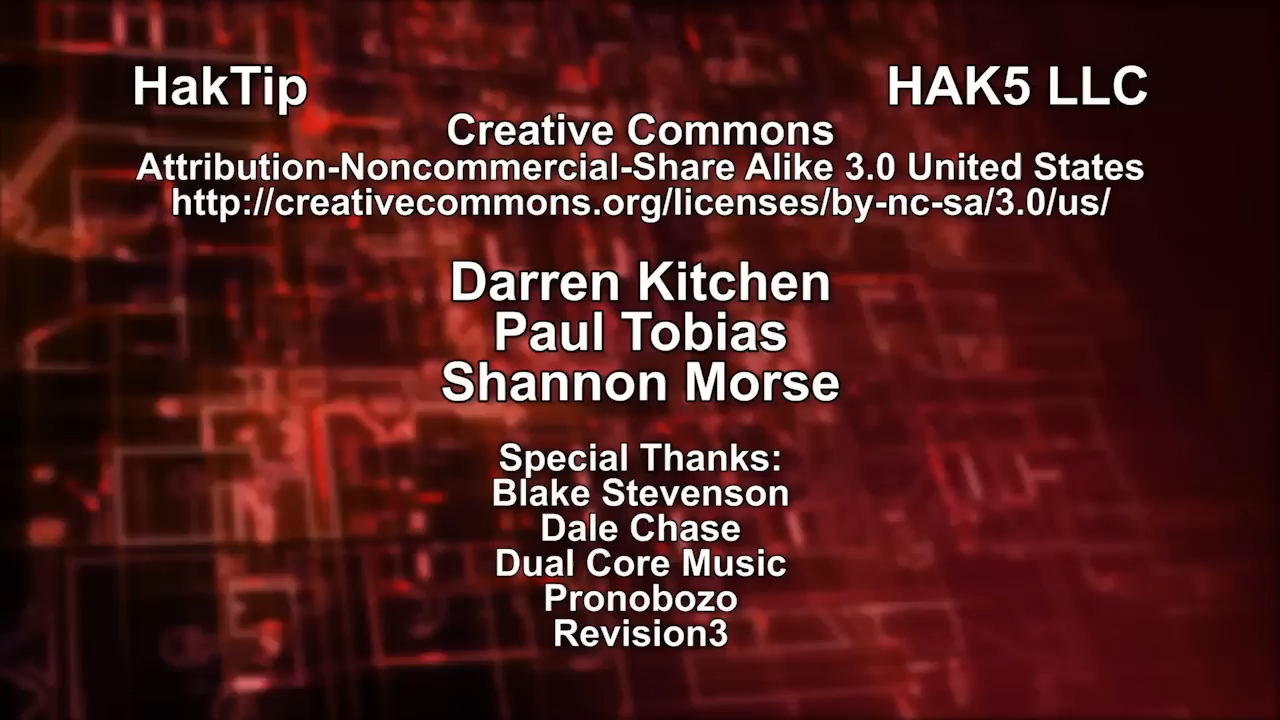 HakTip HAK5 LLC
Creative Commons
Attribution-Noncommercial-Share Alike 3.0 United States
http://creativecommons.org/licenses/by-nc-sa/3.0/us/
Darren Kitchen
Paul Tobias
Shannon Morse
Special Thanks:
Blake Stevenson
Dale Chase
Dual Core Music
Pronobozo
Revision3